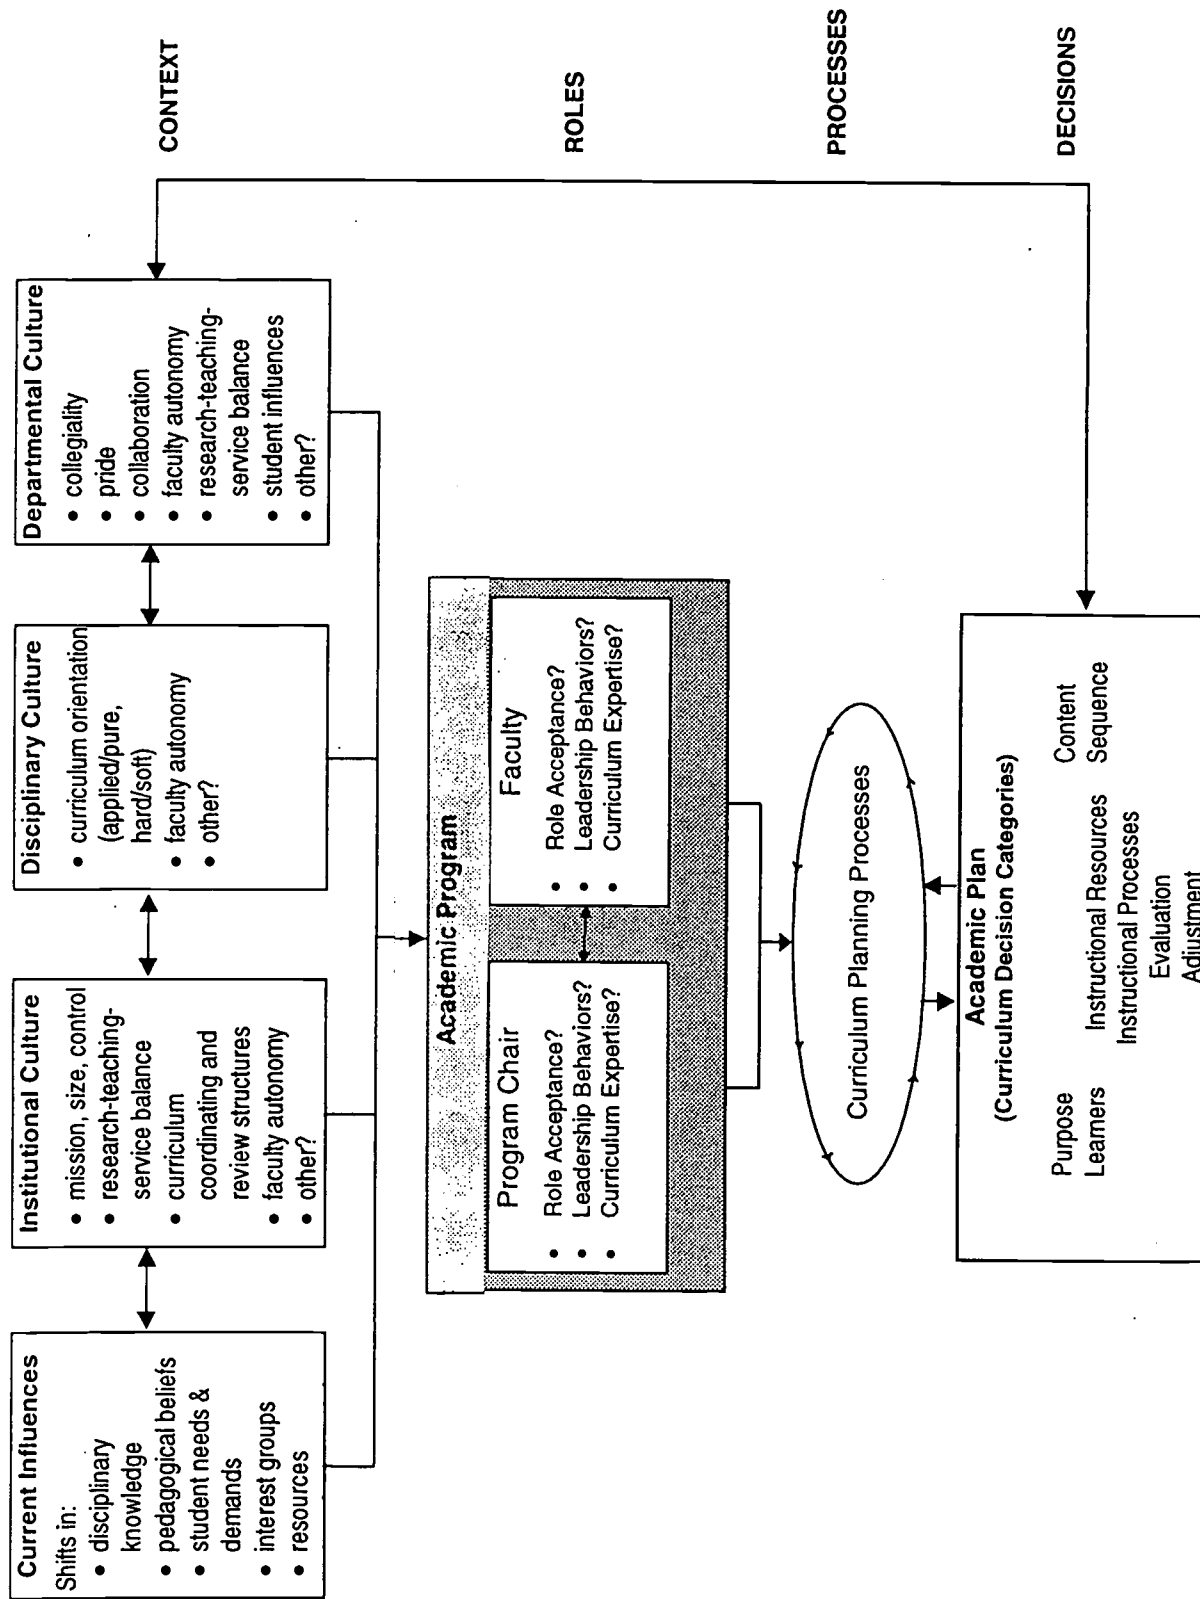 Current Influences
Shifts in:
• disciplinary
knowledge
• pedagogical beliefs
• student needs &
demands
• interest groups
• resources
Institutional Culture
• mission, size, control
• research-teaching-
service balance
• curriculum
coordinating and
review structures
• faculty autonomy
• other?
Disciplinary Culture
• curriculum orientation
(applied/pure,
hard/soft)
• faculty autonomy
• other?
Departmental Culture
• collegiality
• pride
• collaboration
• faculty autonomy
• research-teaching-
service balance
• student influences
• other?
CONTEXT
Academic Program
Program Chair
• Role Acceptance?
• Leadership Behaviors?
• Curriculum Expertise?
Faculty
• Role Acceptance?
• Leadership Behaviors?
• Curriculum Expertise?
ROLES
Curriculum Planning Processes
PROCESSES
Academic Plan
(Curriculum Decision Categories)
Purpose
Learners
Instructional Resources
Instructional Processes
Evaluation
Adjustment
Content
Sequence
DECISIONS